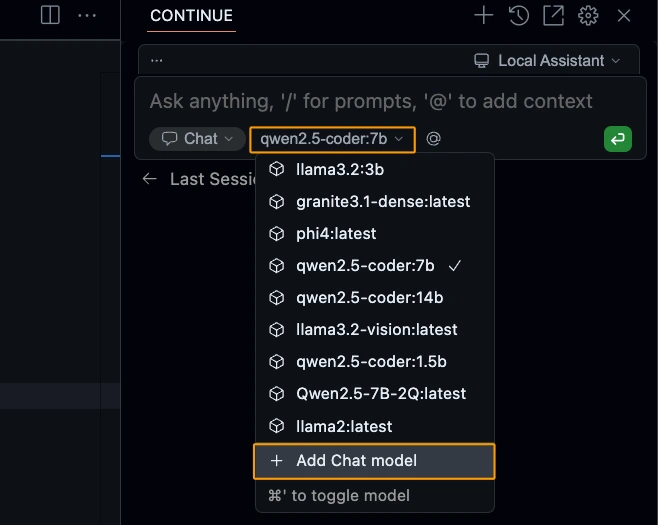 CONTINUE
...
Local Assistant
Ask anything, '/' for prompts, '@' to add context
Chat
qwen2.5-coder:7b
@
Last Sessi
llama3.2:3b
granite3.1-dense:latest
phi4:latest
qwen2.5-coder:7b
qwen2.5-coder:14b
llama3.2-vision:latest
qwen2.5-coder:1.5b
Qwen2.5-7B-2Q:latest
llama2:latest
+ Add Chat model
⌘' to toggle model